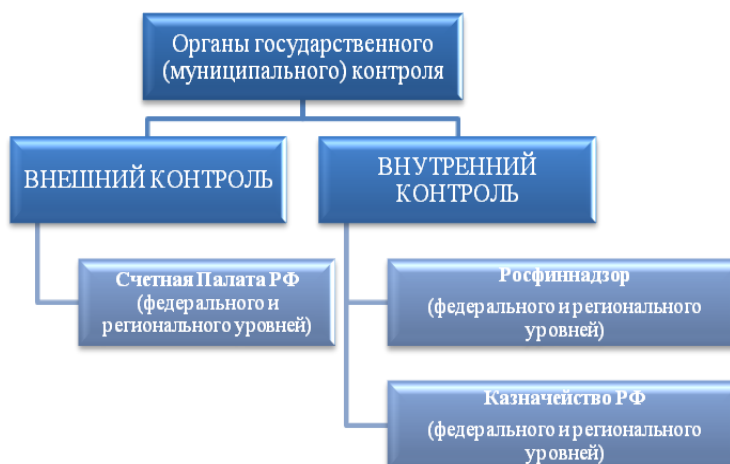 Органы государственного
(муниципального) контроля
ВНЕШНИЙ КОНТРОЛЬ
ВНУТРЕННИЙ
КОНТРОЛЬ
Счетная Палата РФ
(федерального и
регионального уровней)
Росфиннадзор
(федерального и регионального
уровней)
Казначейство РФ
(федерального и регионального
уровней)